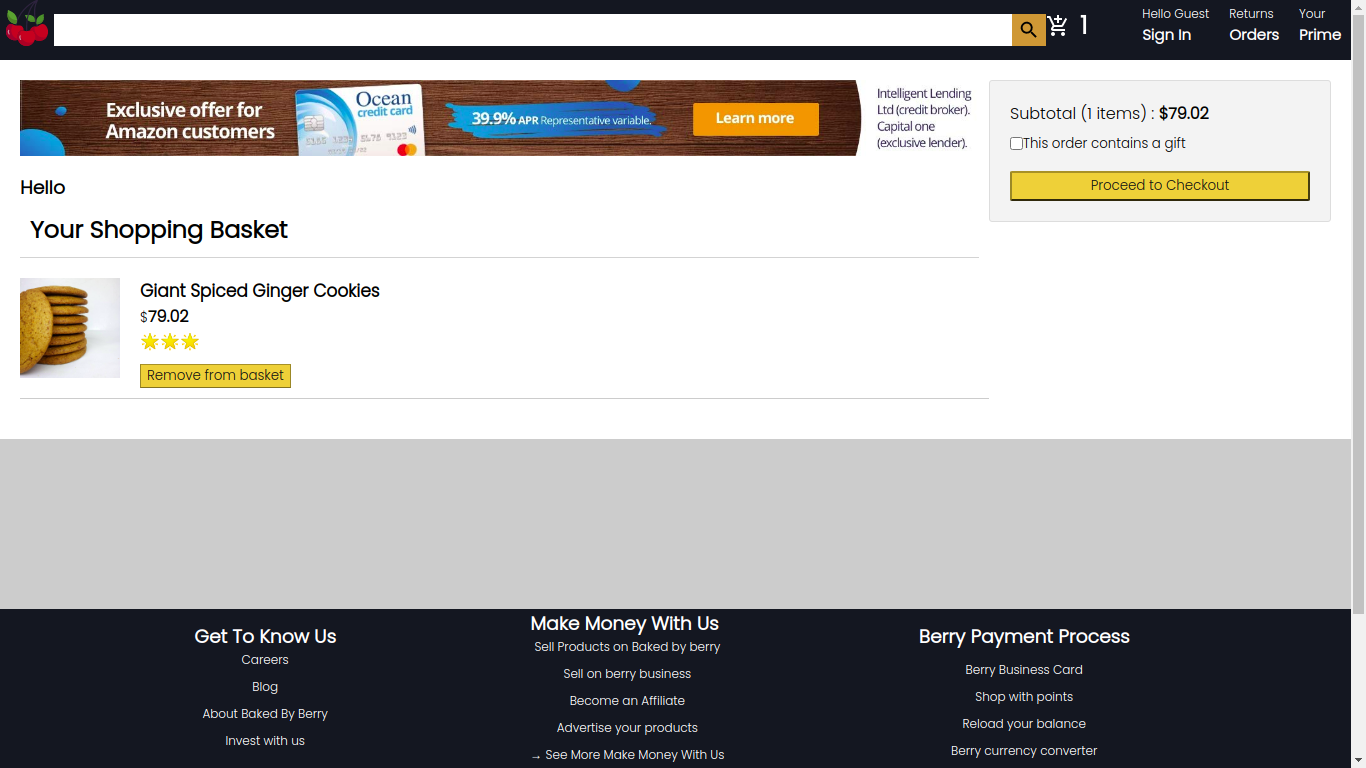 1
Hello Guest
Sign In
Returns
Orders
Your
Prime
Exclusive offer for
Amazon customers
Ocean
credit card
39.9% APR Representative variable.
Learn more
Intelligent Lending
Ltd (credit broker).
Capital one
(exclusive lender).
Subtotal (1 items) : $79.02
This order contains a gift
Proceed to Checkout
Hello
Your Shopping Basket
Giant Spiced Ginger Cookies
$79.02
Remove from basket
Get To Know Us
Careers
Blog
About Baked By Berry
Invest with us
Make Money With Us
Sell Products on Baked by berry
Sell on berry business
Become an Affiliate
Advertise your products
→ See More Make Money With Us
Berry Payment Process
Berry Business Card
Shop with points
Reload your balance
Berry currency converter